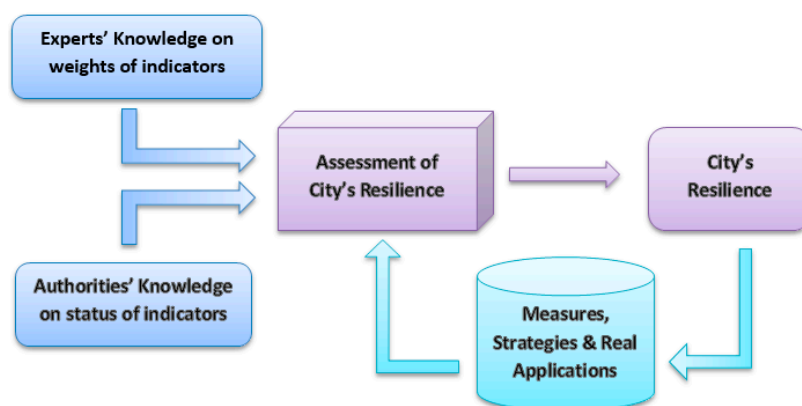 Experts' Knowledge on
weights of indicators
Assessment of
City's Resilience
City's
Resilience
Authorities' Knowledge
on status of indicators
Measures,
Strategies & Real
Applications